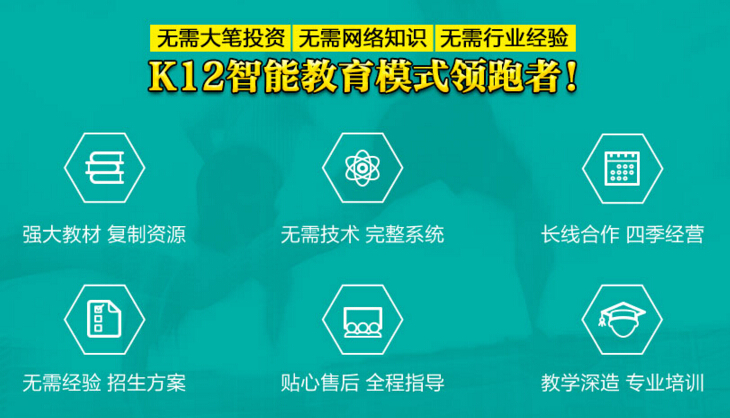 无需大笔投资 无需网络知识 无需行业经验
K12智能教育模式领跑者!
强大教材 复制资源
无需技术 完整系统
长线合作 四季经营
无需经验 招生方案
贴心售后 全程指导
教学深造 专业培训